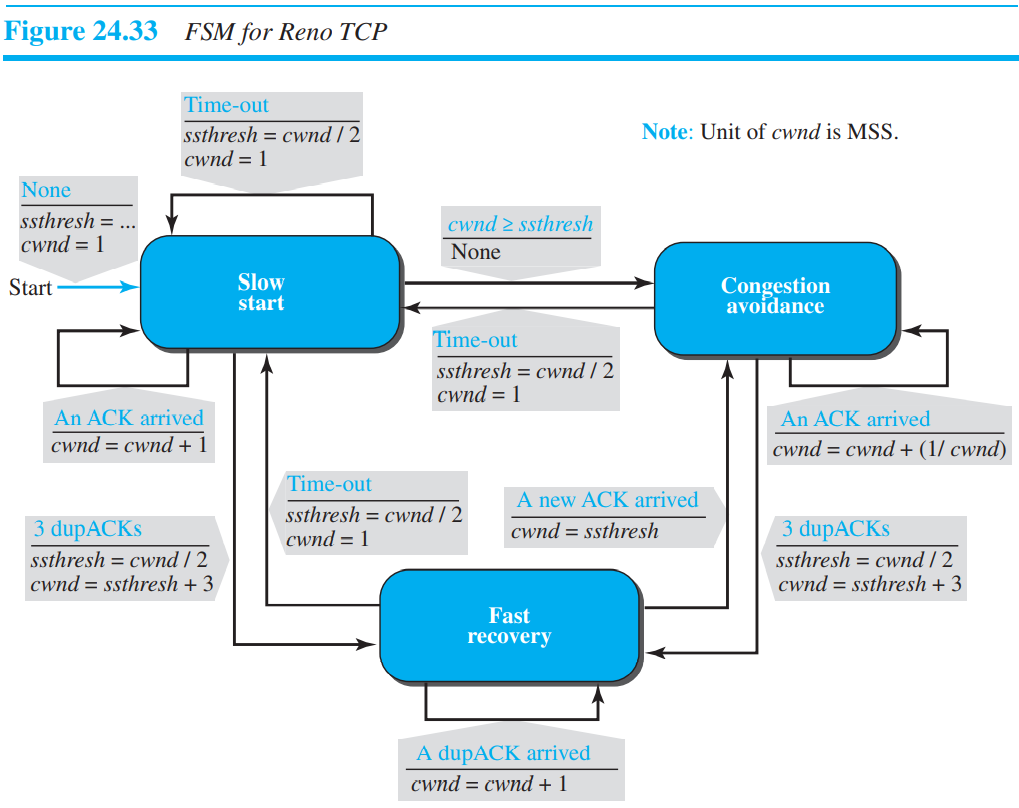 Figure 24.33 FSM for Reno TCP
Time-out
ssthresh = cwnd / 2
cwnd = 1
Note: Unit of cwnd is MSS.
None
ssthresh = ...
cwnd = 1
Start
Slow
start
cwnd ≥ ssthresh
None
Congestion
avoidance
Time-out
ssthresh = cwnd / 2
cwnd = 1
An ACK arrived
cwnd = cwnd + 1
An ACK arrived
cwnd = cwnd + (1/ cwnd)
Time-out
ssthresh = cwnd / 2
cwnd = 1
A new ACK arrived
cwnd = ssthresh
3 dupACKs
ssthresh = cwnd / 2
cwnd = ssthresh + 3
3 dupACKs
ssthresh = cwnd / 2
cwnd = ssthresh + 3
Fast
recovery
A dupACK arrived
cwnd = cwnd + 1